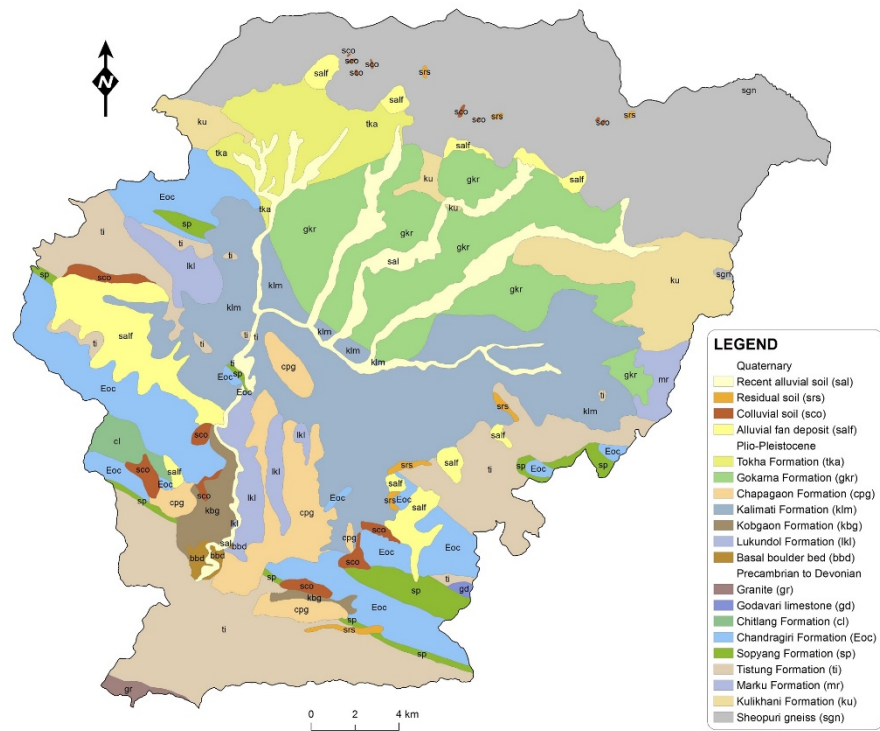 N
sco
sco
sco
sco
salf
srs
sgn
salf
sco
sco
srs
sco
srs
ku
tka
tka
salf
salf
ku
gkr
Eoc
ku
tka
sp
gkr
gkr
gkr
ti
ti
ti
lkl
sal
ku
sgn
sp
sco
klm
klm
gkr
salf
ti
ti
ti
klm
klm
klm
cpg
ti
sp
Eoc
Eoc
Eoc
gkr
mr
ti
srs
klm
sco
lkl
lkl
lkl
salf
cl
Eoc
sco
salf
Eoc
sp
cpg
sco
kbg
lkl
cpg
srs
salf
ti
sp
Eoc
sp
Eoc
salf
srs
Eoc
salf
Eoc
lkl
sal
bbd
bbd
bbd
cpg
sco
Eoc
Eoc
sco
sp
sco
kbg
cpg
sp
srs
Eoc
sp
sp
ti
gd
ti
gr
0 2 4 km
LEGEND
Quaternary
Recent alluvial soil (sal)
Residual soil (srs)
Colluvial soil (sco)
Alluvial fan deposit (salf)
Plio-Pleistocene
Tokha Formation (tka)
Gokarna Formation (gkr)
Chapagaon Formation (cpg)
Kalimati Formation (klm)
Kobgaon Formation (kbg)
Lukundol Formation (lkl)
Basal boulder bed (bbd)
Precambrian to Devonian
Granite (gr)
Godavari limestone (gd)
Chitlang Formation (cl)
Chandragiri Formation (Eoc)
Sopyang Formation (sp)
Tistung Formation (ti)
Marku Formation (mr)
Kulikhani Formation (ku)
Sheopuri gneiss (sgn)